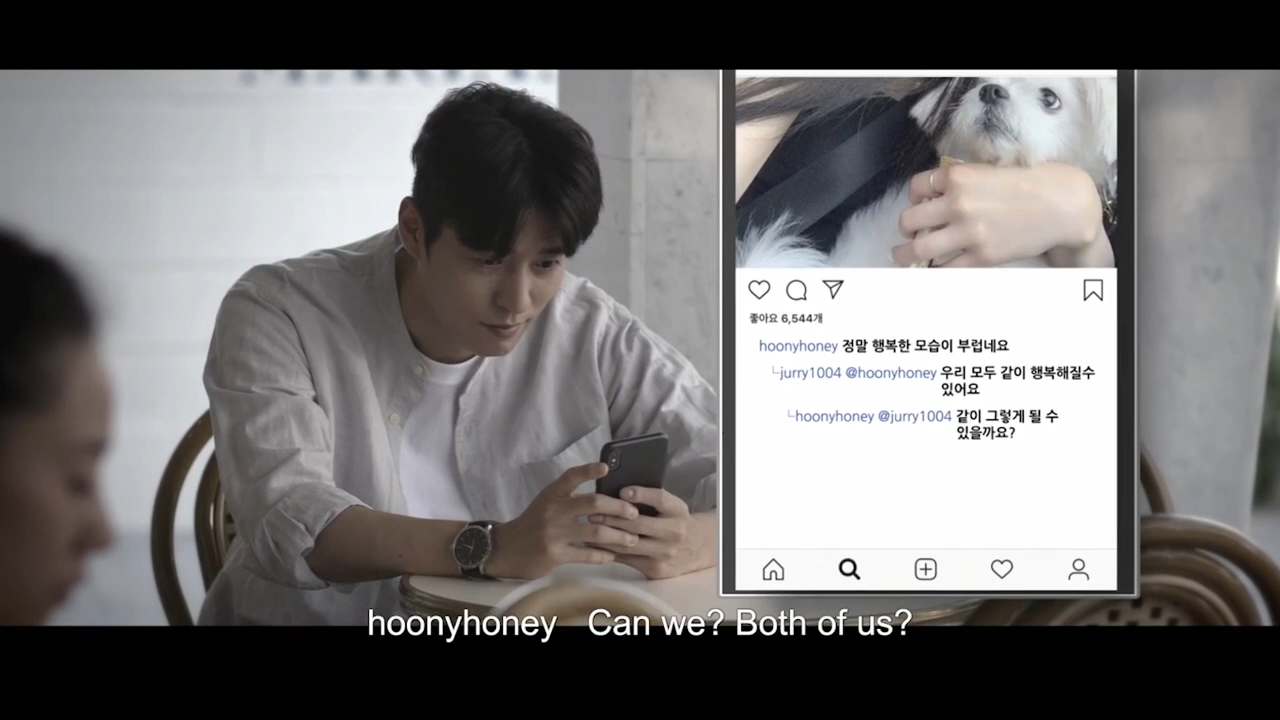 좋아요 6,544개
hoonyhoney 정말 행복한 모습이 부럽네요
└jurry1004 @hoonyhoney 우리 모두 같이 행복해질수
있어요
└hoonyhoney @jurry1004 같이 그렇게 될 수
있을까요?
hoonyhoney Can we? Both of us?